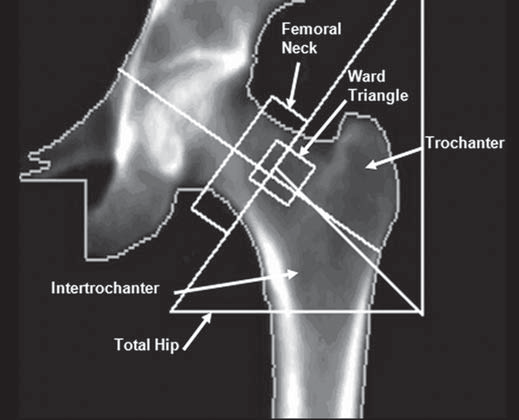 Femoral
Neck
Ward
Triangle
Trochanter
Intertrochanter
Total Hip